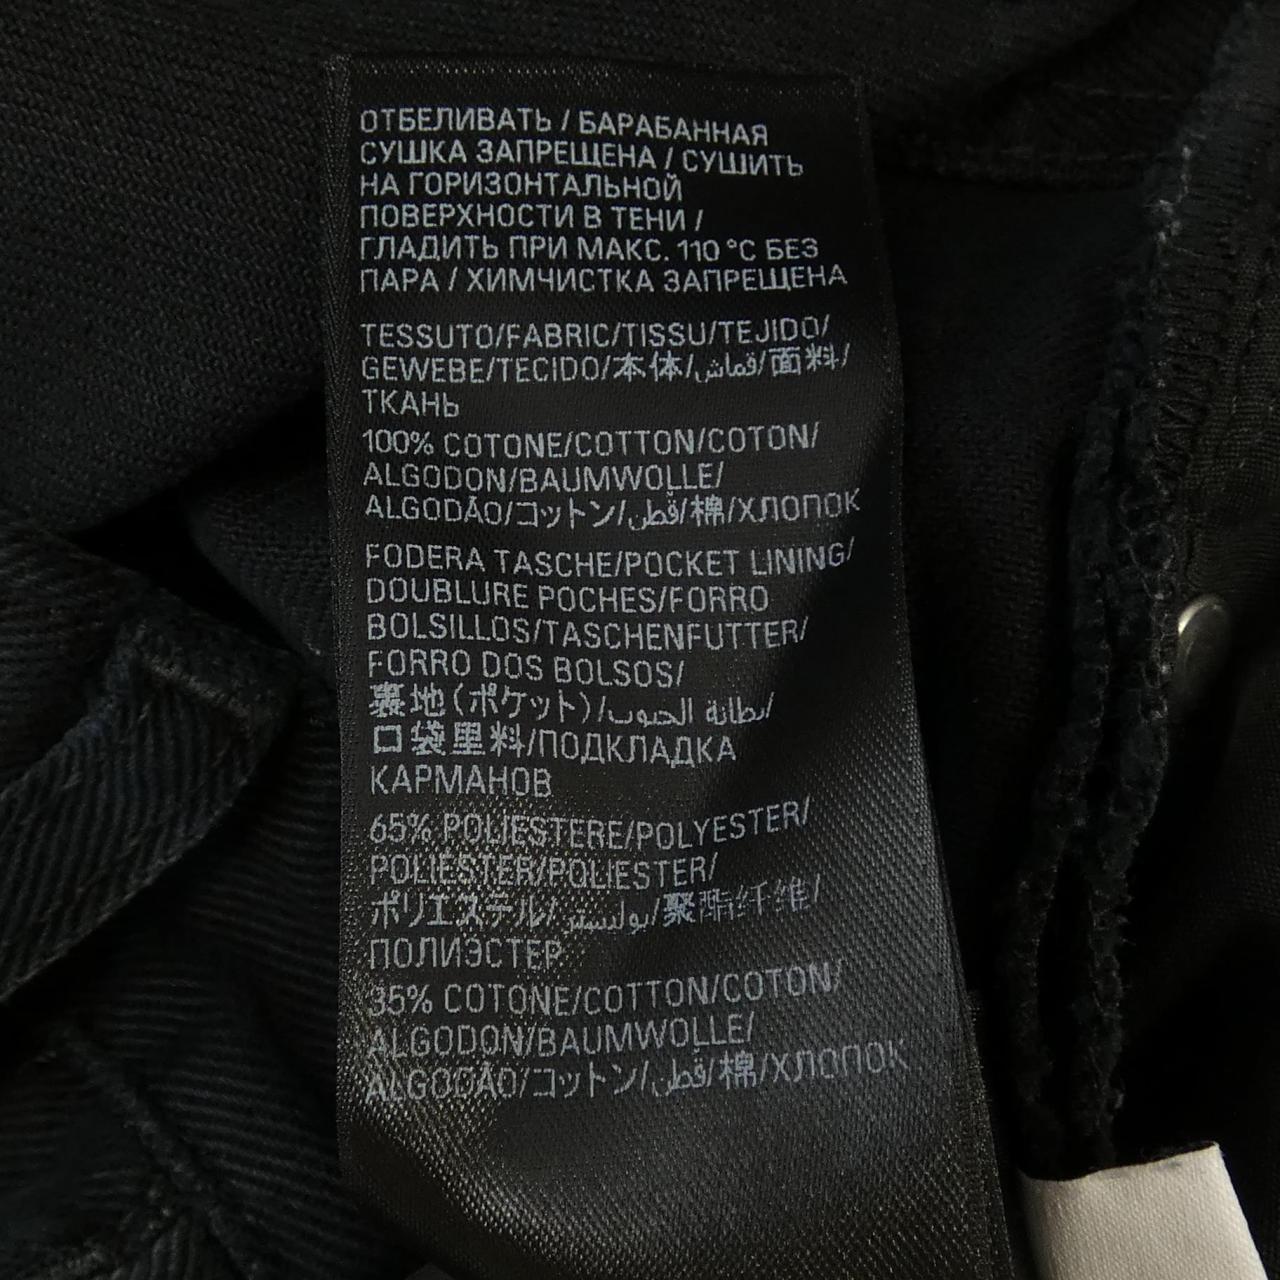 ОТБЕЛИВАТЬ / БАРАБАННАЯ
СУШКА ЗАПРЕЩЕНА / СУШИТЬ
НА ГОРИЗОНТАЛЬНОЙ
ПОВЕРХНОСТИ В ТЕНИ /
ГЛАДИТЬ ПРИ МАКС. 110 °C БЕЗ
ПАРА / ХИМЧИСТКА ЗАПРЕЩЕНА
TESSUTO/FABRIC/TISSU/TEJIDO/
GEWEBE/TECIDO/本体/قماش/面料/
ТКАНЬ
100% COTONE/COTTON/COTON/
ALGODON/BAUMWOLLE/
ALGODÃO/コットン/قطن/棉/ХЛОПОК
FODERA TASCHE/POCKET LINING/
DOUBLURE POCHES/FORRO
BOLSILLOS/TASCHENFUTTER/
FORRO DOS BOLSOS/
裏地(ポケット)/بطانة الجيوب/
口袋里料/ПОДКЛАДКА
КАРМАНОВ
65% POLIESTERE/POLYESTER/
POLIESTER/POLIESTER/
ポリエステル/بوليستر/聚酯纤维/
ПОЛИЭСТЕР
35% COTONE/COTTON/COTON/
ALGODON/BAUMWOLLE/
ALGODÃO/コットン/قطن/棉/ХЛОПОК